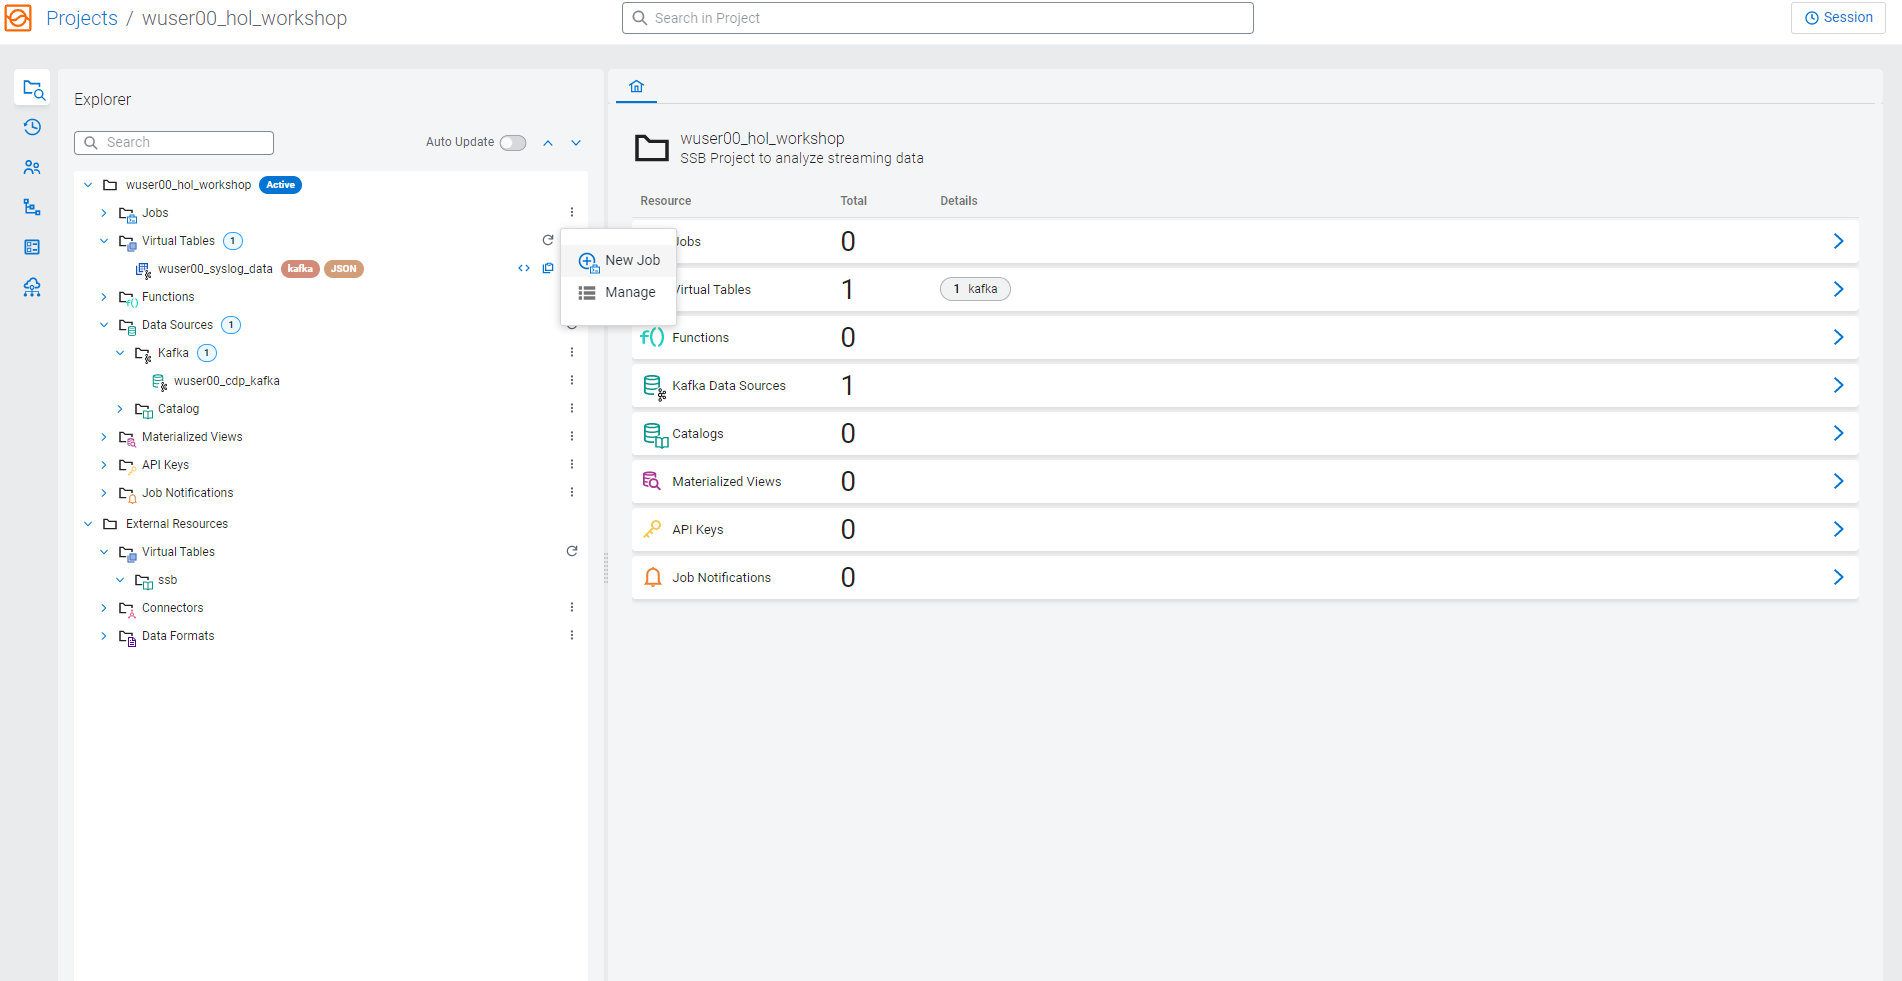 Projects / wuser00_hol_workshop
Search in Project
Session
Explorer
Search
Auto Update
wuser00_hol_workshop Active
Jobs
Virtual Tables 1
wuser00_syslog_data kafka JSON
Functions
Data Sources 1
Kafka 1
wuser00_cdp_kafka
Catalog
Materialized Views
API Keys
Job Notifications
External Resources
Virtual Tables
ssb
Connectors
Data Formats
New Job
Manage
wuser00_hol_workshop
SSB Project to analyze streaming data
Resource Total Details
Jobs 0
Virtual Tables 1 1 kafka
f() Functions 0
Kafka Data Sources 1
Catalogs 0
Materialized Views 0
API Keys 0
Job Notifications 0